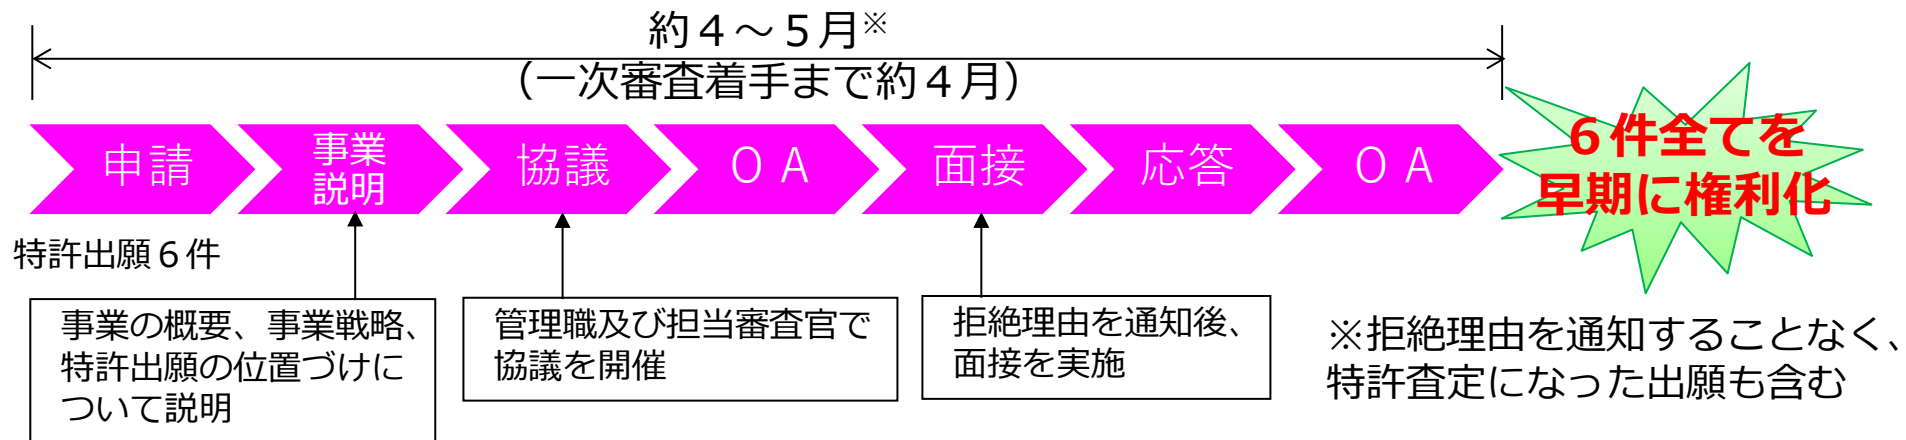 約４～５月※
（一次審査着手まで約４月）
申請
事業
説明
協議
ＯＡ
面接
応答
ＯＡ
６件全てを
早期に権利化
特許出願６件
事業の概要、事業戦略、
特許出願の位置づけに
ついて説明
管理職及び担当審査官で
協議を開催
拒絶理由を通知後、
面接を実施
※拒絶理由を通知することなく、
特許査定になった出願も含む